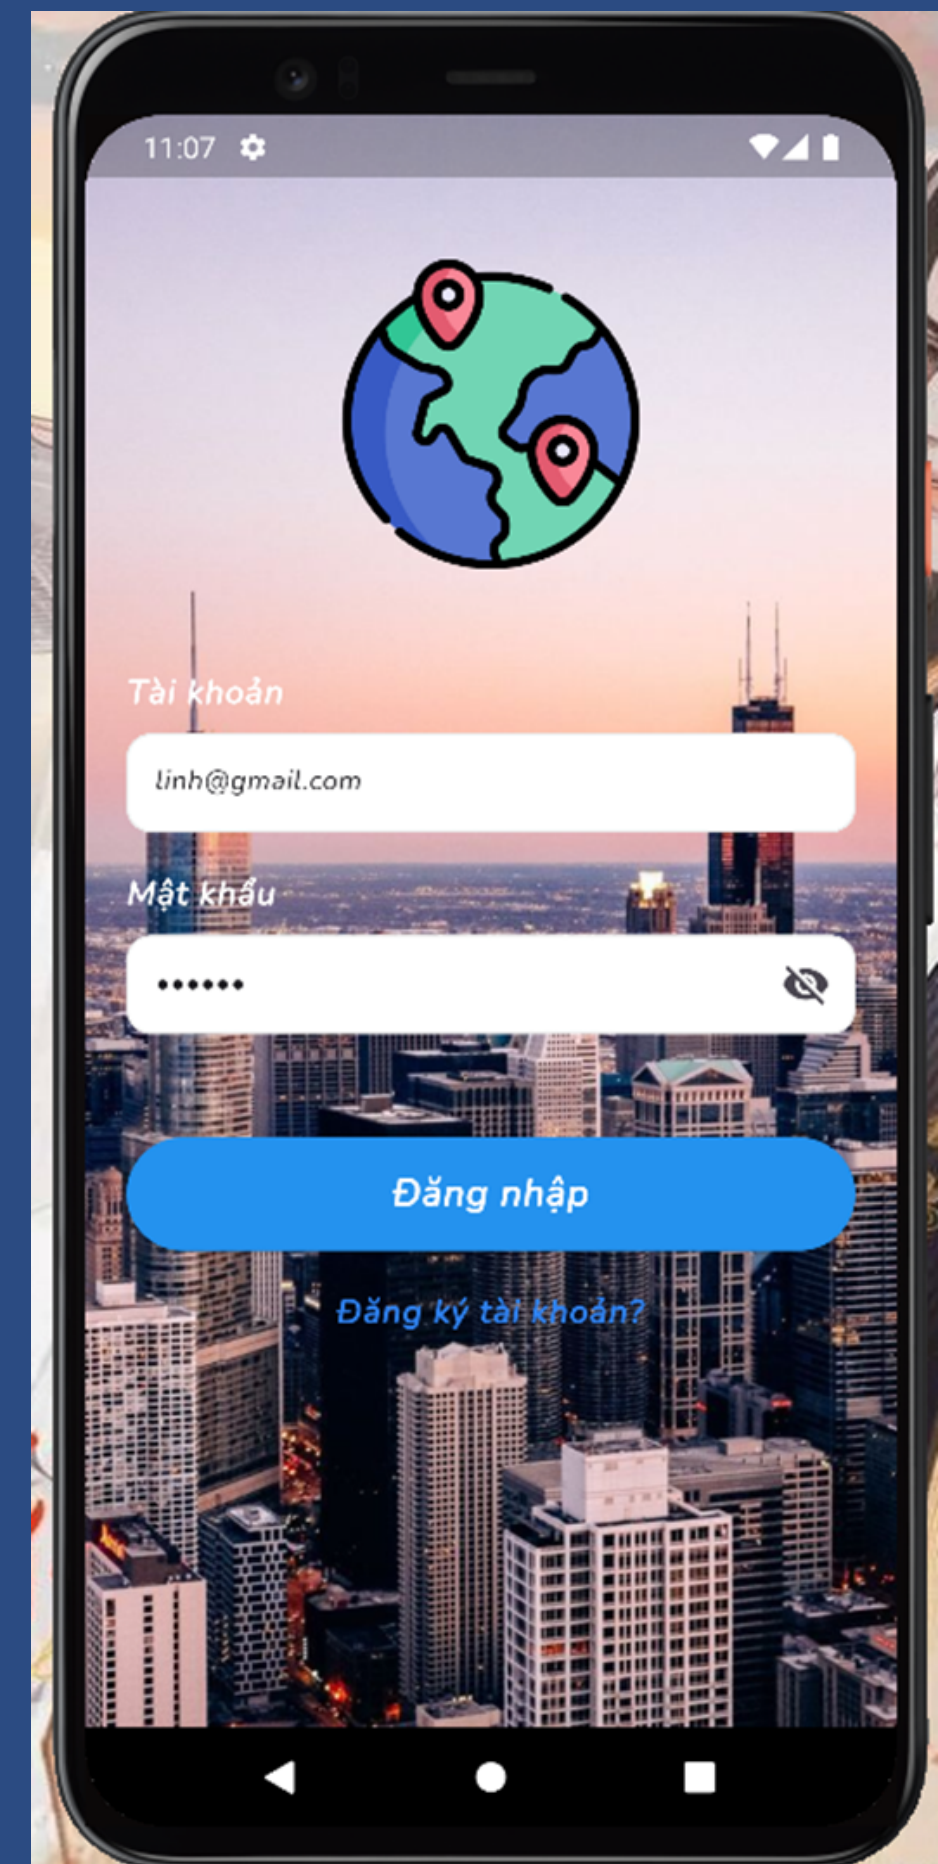 11:07
Tài khoản
linh@gmail.com
Mật khẩu
••••••
Đăng nhập
Đăng ký tài khoản?